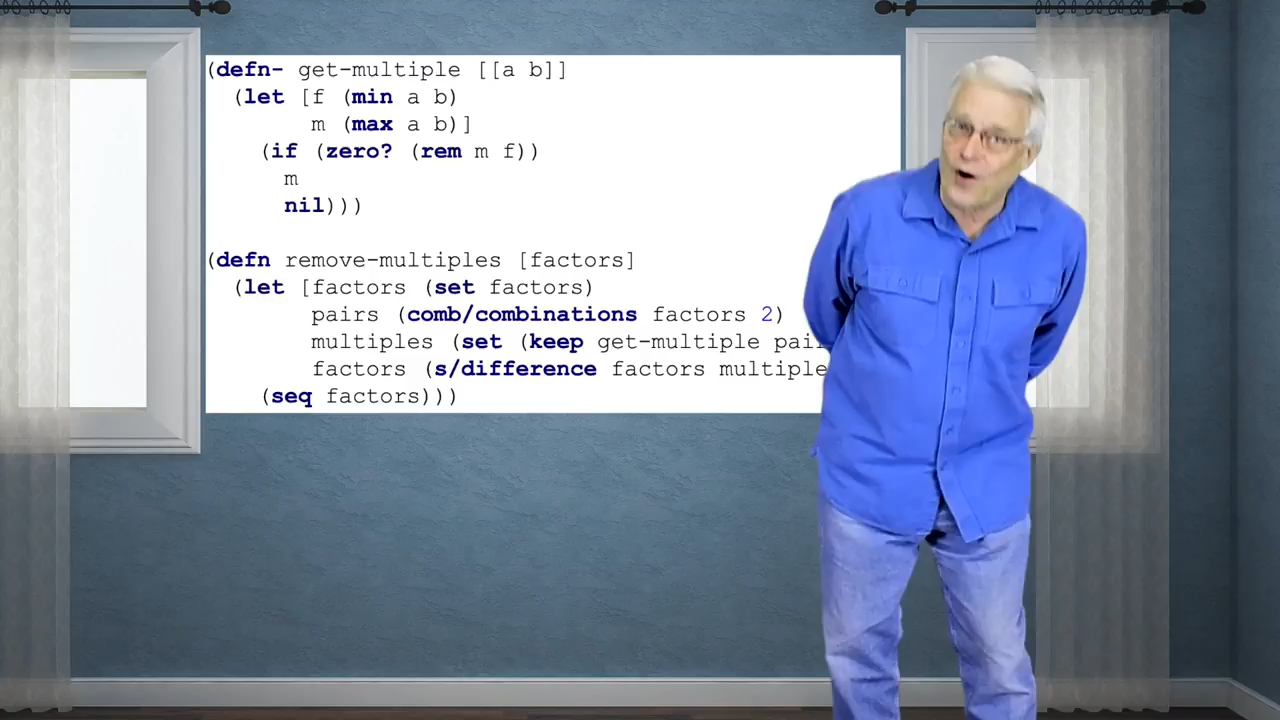 (defn- get-multiple [[a b]]
(let [f (min a b)
m (max a b)]
(if (zero? (rem m f))
m
nil)))
(defn remove-multiples [factors]
(let [factors (set factors)
pairs (comb/combinations factors 2)
multiples (set (keep get-multiple
factors (s/difference factors
(seq factors)))